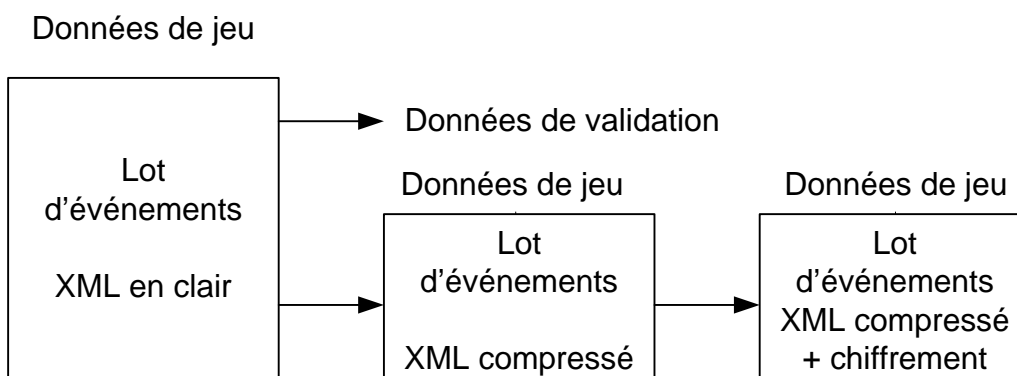 Données de jeu
Lot
d’événements
XML en clair
Données de validation
Données de jeu
Lot
d’événements
XML compressé
Données de jeu
Lot
d’événements
XML compressé
+ chiffrement